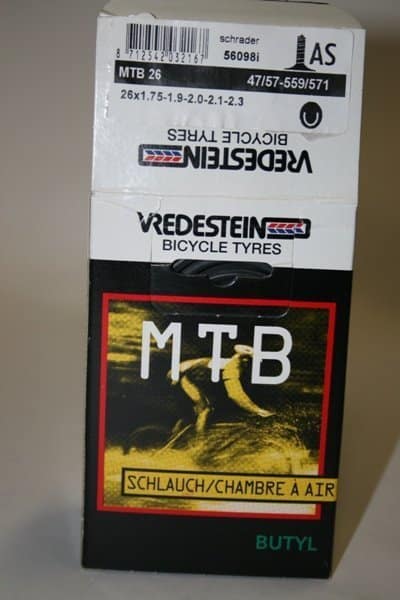 schrader
8 712542 032167
56098i
AS
MTB 26
47/57-559/571
26x1.75-1.9-2.0-2.1-2.3
BICYCLE TYRES
VREDESTEIN
VREDESTEIN
BICYCLE TYRES
MTB
SCHLAUCH/CHAMBRE À AIR
BUTYL